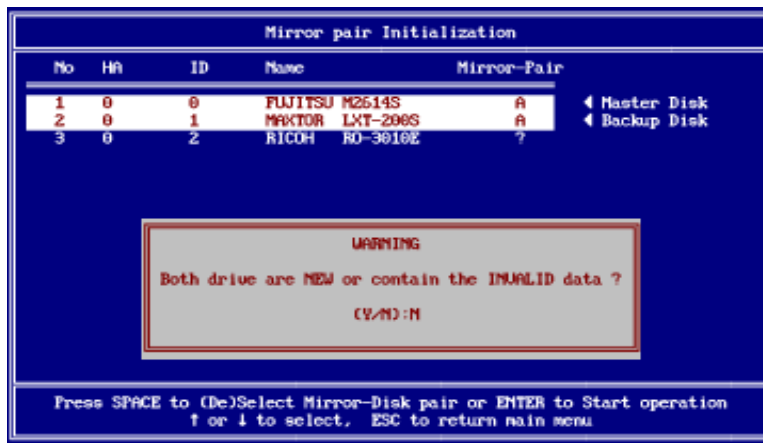 Mirror pair Initialization
No HA ID Name Mirror-Pair
1 0 0 FUJITSU M2614S A ◄ Master Disk
2 0 1 MAXTOR LXT-200S A ◄ Backup Disk
3 0 2 RICOH RO-3010E ?
WARNING
Both drive are NEW or contain the INVALID data ?
(Y/N):N
Press SPACE to (De)Select Mirror-Disk pair or ENTER to Start operation
↑ or ↓ to select, ESC to return main menu